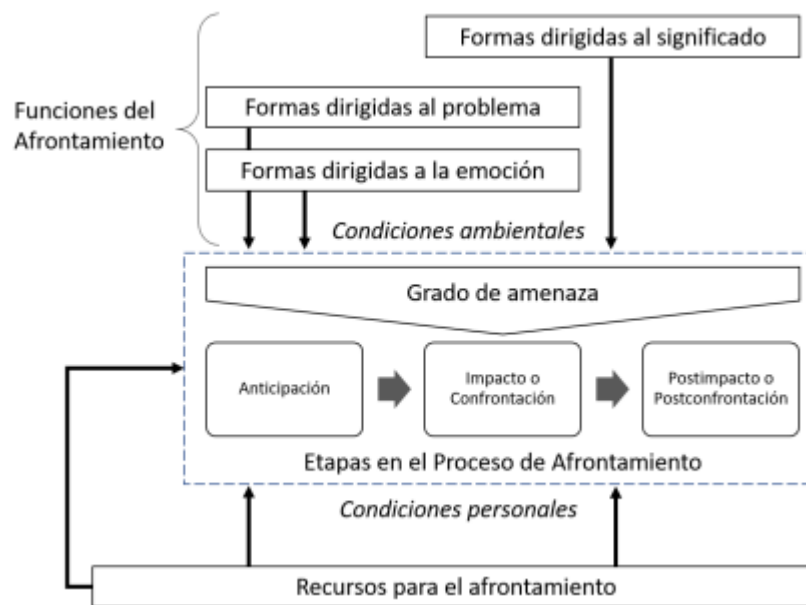 Formas dirigidas al significado
Funciones del
Afrontamiento
Formas dirigidas al problema
Formas dirigidas a la emoción
Condiciones ambientales
Grado de amenaza
Anticipación
Impacto o
Confrontación
Postimpacto o
Postconfrontación
Etapas en el Proceso de Afrontamiento
Condiciones personales
Recursos para el afrontamiento